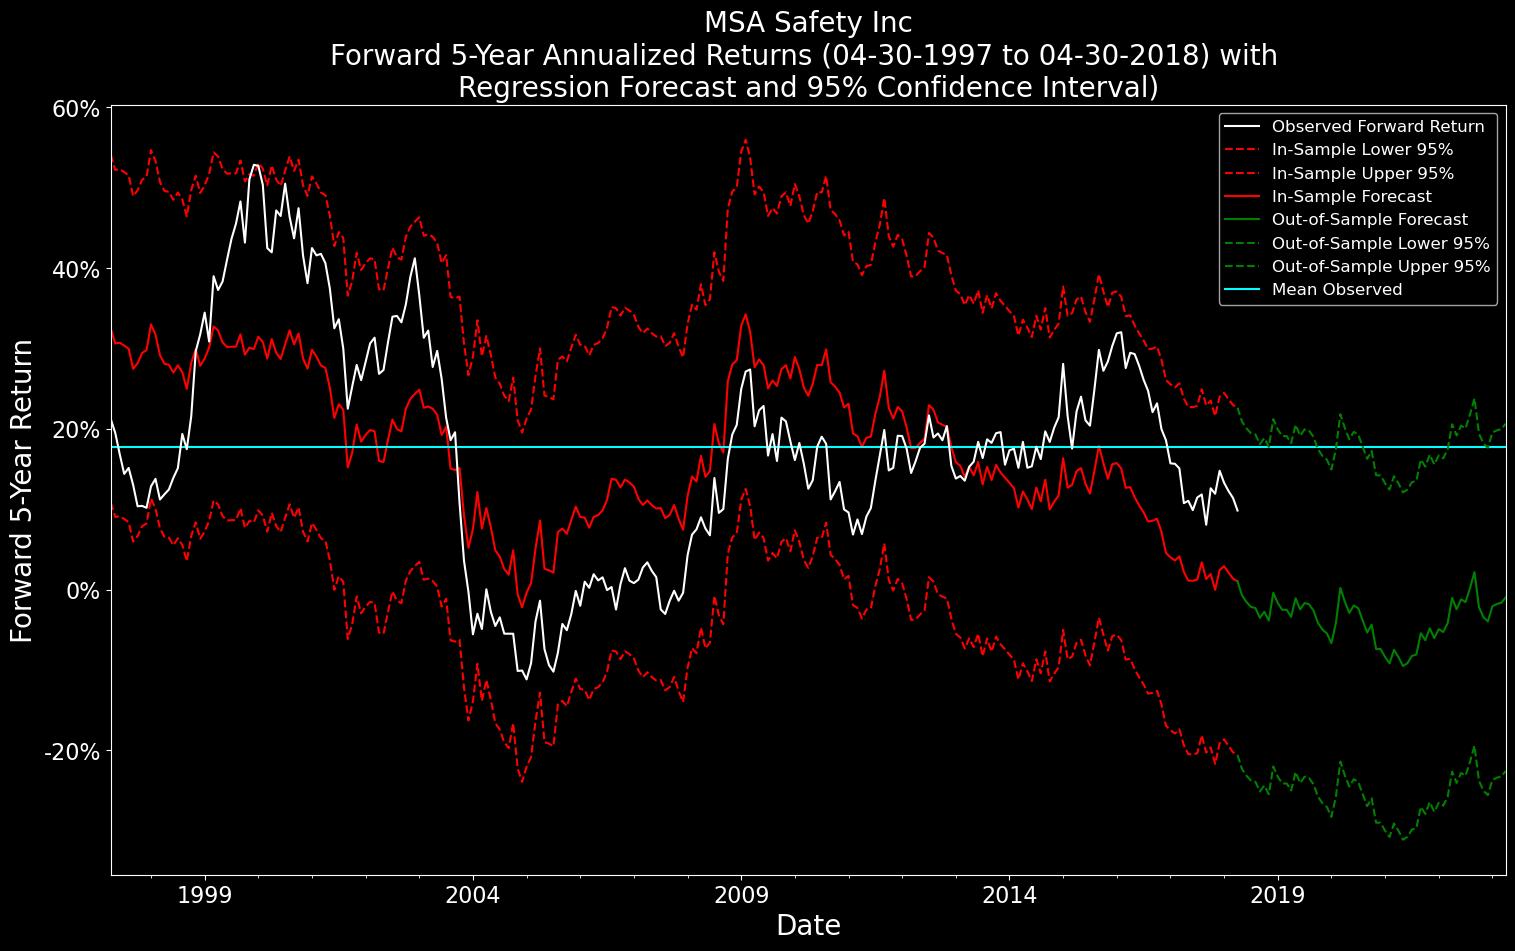 MSA Safety Inc
Forward 5-Year Annualized Returns (04-30-1997 to 04-30-2018) with
Regression Forecast and 95% Confidence Interval)
Forward 5-Year Return
60%
40%
20%
0%
-20%
Observed Forward Return
In-Sample Lower 95%
In-Sample Upper 95%
In-Sample Forecast
Out-of-Sample Forecast
Out-of-Sample Lower 95%
Out-of-Sample Upper 95%
Mean Observed
1999
2004
2009
2014
2019
Date